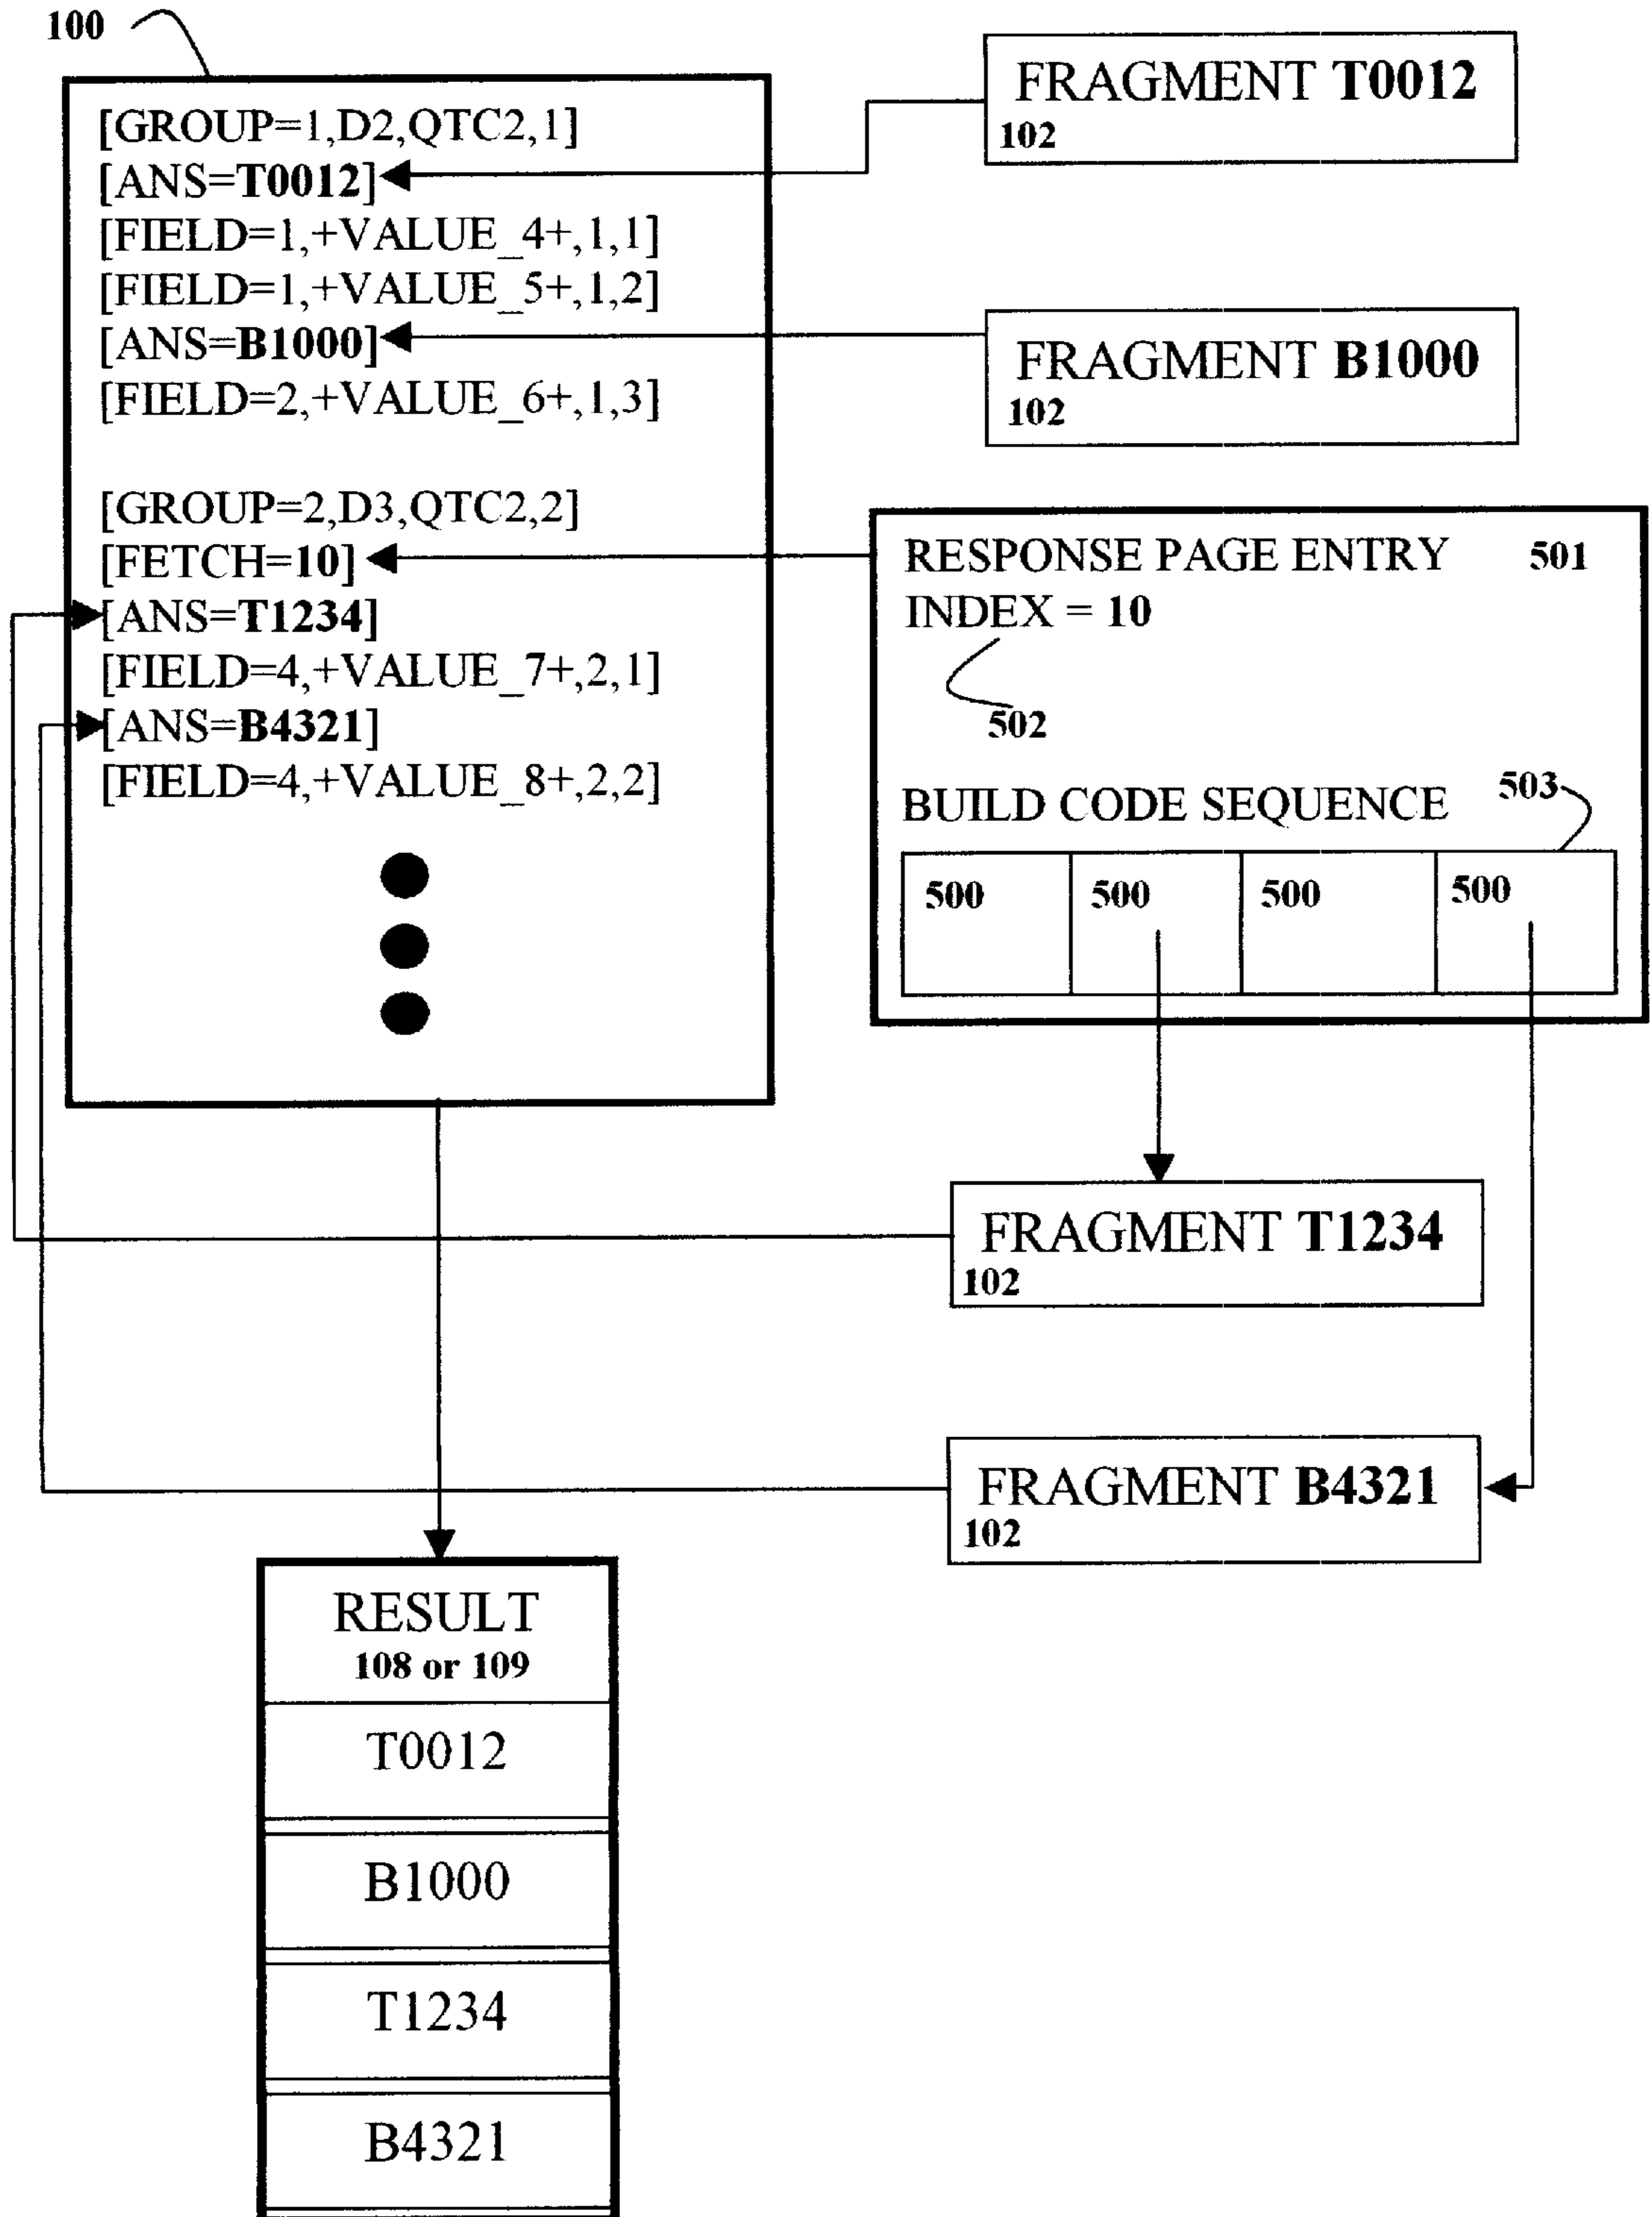 100
[GROUP=1,D2,QTC2,1]
[ANS=T0012]
[FIELD=1,+VALUE_4+,1,1]
[FIELD=1,+VALUE_5+,1,2]
[ANS=B1000]
[FIELD=2,+VALUE_6+,1,3]
[GROUP=2,D3,QTC2,2]
[FETCH=10]
[ANS=T1234]
[FIELD=4,+VALUE_7+,2,1]
[ANS=B4321]
[FIELD=4,+VALUE_8+,2,2]
FRAGMENT T0012
102
FRAGMENT B1000
102
RESPONSE PAGE ENTRY 501
INDEX = 10
502
503
BUILD CODE SEQUENCE
500 500 500 500
FRAGMENT T1234
102
FRAGMENT B4321
102
RESULT
108 or 109
T0012
B1000
T1234
B4321